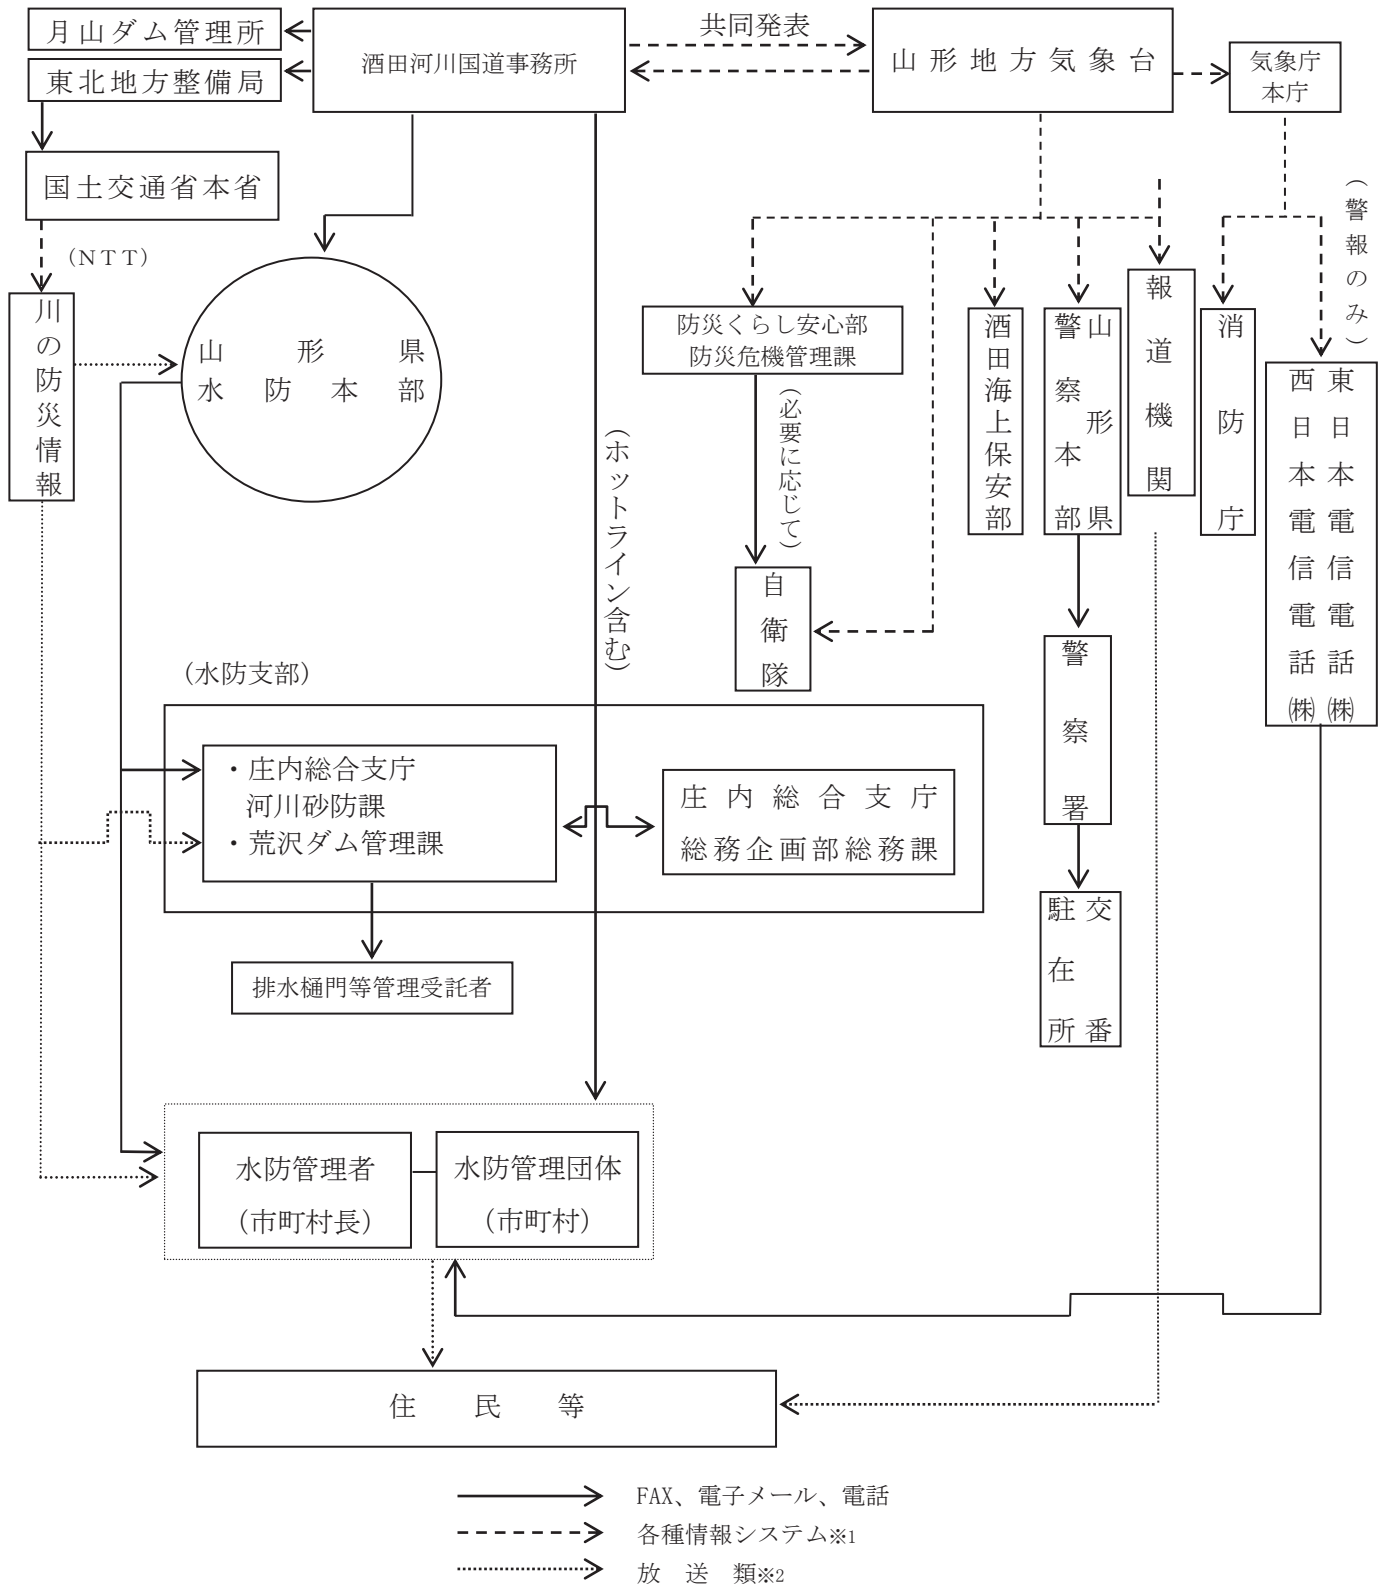 月山ダム管理所
東北地方整備局
酒田河川国道事務所
共同発表
山形地方気象台
気象庁
本庁
国土交通省本省
（NTT）
（警報のみ）
川の防災情報
山形県
水防本部
防災くらし安心部
防災危機管理課
（必要に応じて）
自衛隊
酒田海上保安部
山形県
警察本部
報道機関
消防庁
東日本電信電話㈱
西日本電信電話㈱
（ホットライン含む）
警察署
交番
駐在所
（水防支部）
・庄内総合支庁
河川砂防課
・荒沢ダム管理課
庄内総合支庁
総務企画部総務課
排水樋門等管理受託者
水防管理者
（市町村長）
水防管理団体
（市町村）
住民等
FAX、電子メール、電話
各種情報システム※1
放送類※2